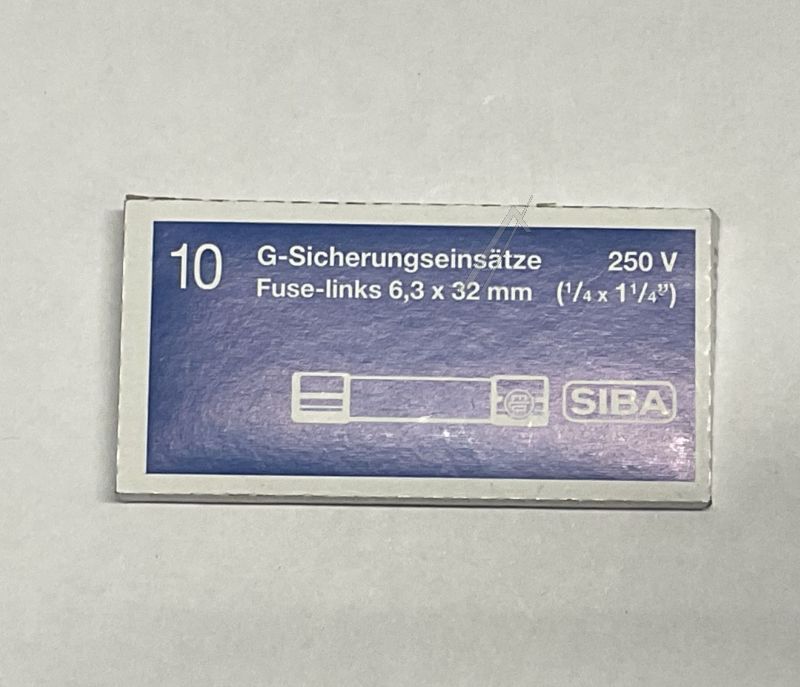 10 G-Sicherungseinsätze 250 V
Fuse-links 6,3 x 32 mm (1/4 x 1 1/4")
SIBA